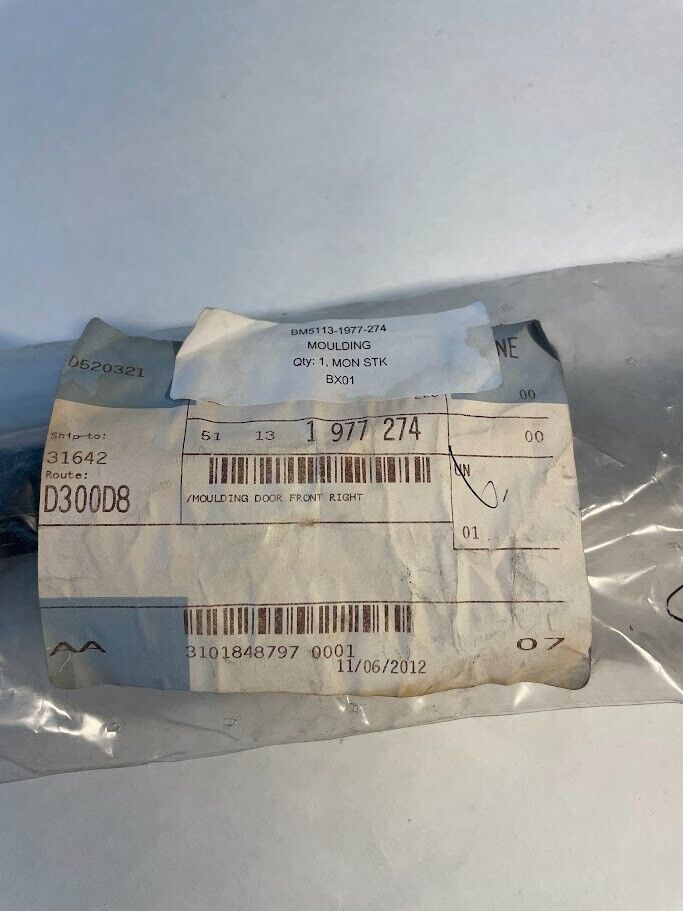 BM5113-1977-274
MOULDING
Qty: 1, MON STK
BX01
D520321
NE
00
Ship to:
31642
Route:
D300D8
51 13 1 977 274
00
/MOULDING DOOR FRONT RIGHT
UN
/
01
AA
3101848797 0001
11/06/2012
07